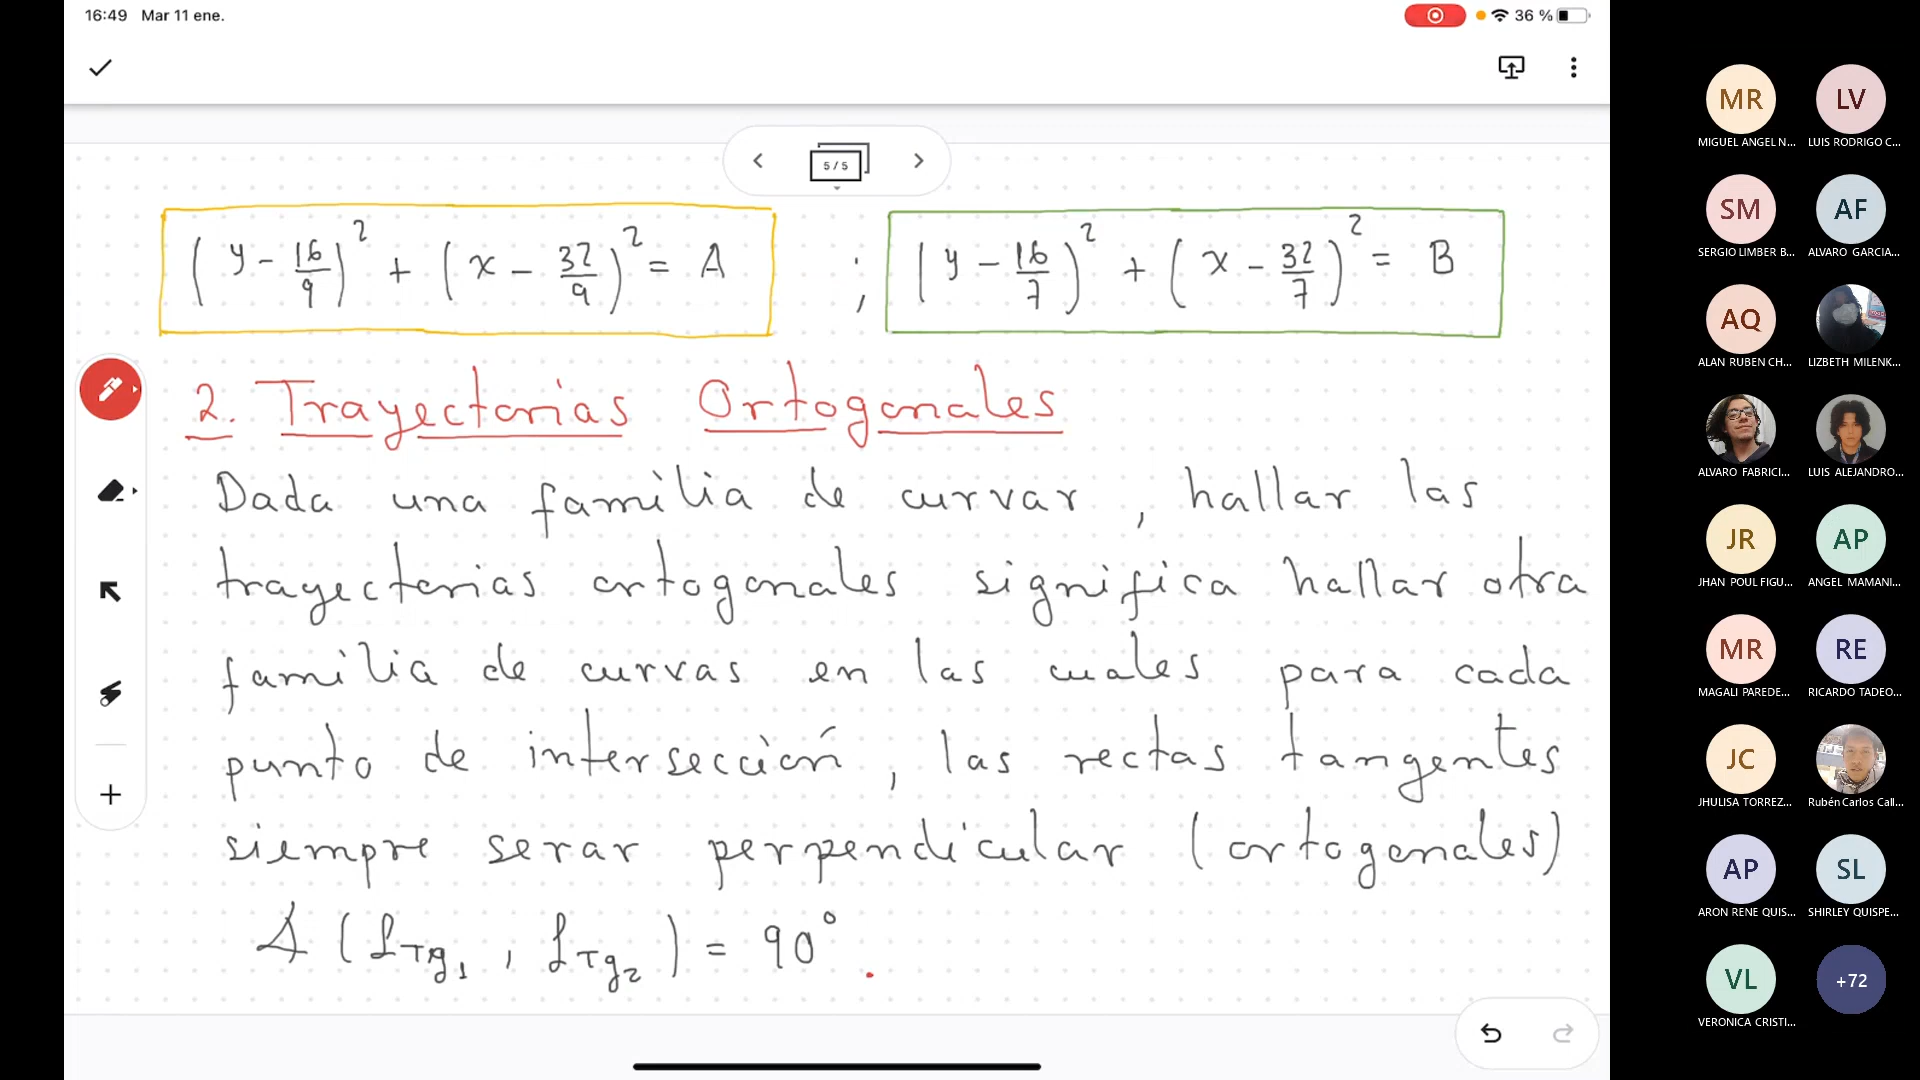 16:49 Mar 11 ene.
36 %
5 / 5
(y - 16/9)² + (x - 32/9)² = A ; (y - 16/7)² + (x - 32/7)² = B
2. Trayectorias Ortogonales
Dada una familia de curvar, hallar las
trayectorias ortogonales significa hallar otra
familia de curvas en las cuales para cada
punto de intersección, las rectas tangentes
siempre serar perpendicular (ortogonales)
∡ (L Tg₁, L Tg₂) = 90°
MR LV
MIGUEL ANGEL N... LUIS RODRIGO C...
SM AF
SERGIO LIMBER B... ALVARO GARCIA...
AQ
ALAN RUBEN CH... LIZBETH MILENK...
ALVARO FABRICI... LUIS ALEJANDRO...
JR AP
JHAN POUL FIGU... ANGEL MAMANI...
MR RE
MAGALI PAREDE... RICARDO TADEO...
JC
JHULISA TORREZ... Rubén Carlos Call...
AP SL
ARON RENE QUIS... SHIRLEY QUISPE...
VL +72
VERONICA CRISTI...